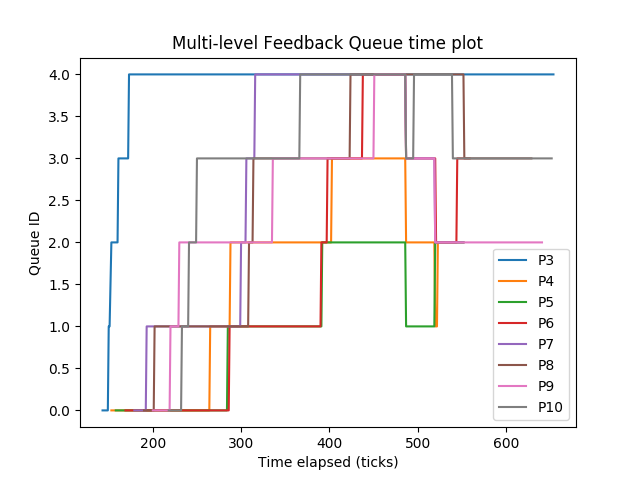 Multi-level Feedback Queue time plot
4.0
3.5
3.0
2.5
2.0
1.5
1.0
0.5
0.0
Queue ID
P3
P4
P5
P6
P7
P8
P9
P10
200 300 400 500 600
Time elapsed (ticks)